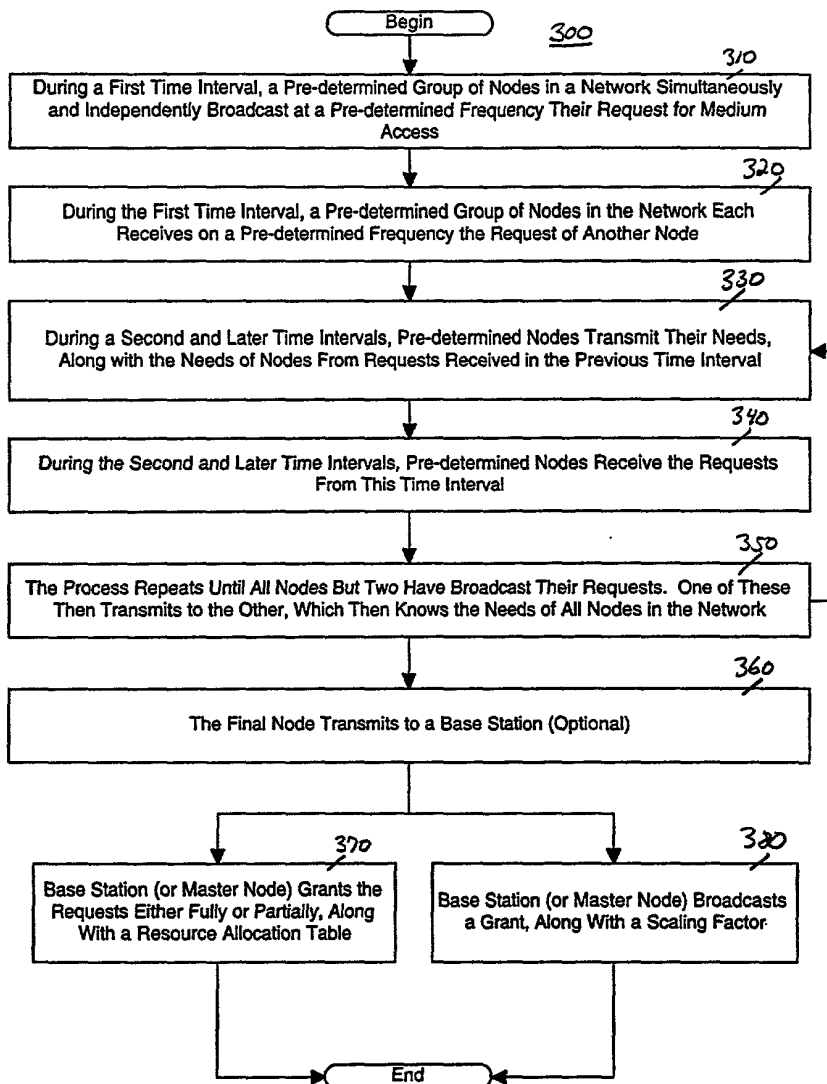 Begin
300
310
During a First Time Interval, a Pre-determined Group of Nodes in a Network Simultaneously
and Independently Broadcast at a Pre-determined Frequency Their Request for Medium
Access
320
During the First Time Interval, a Pre-determined Group of Nodes in the Network Each
Receives on a Pre-determined Frequency the Request of Another Node
330
During a Second and Later Time Intervals, Pre-determined Nodes Transmit Their Needs,
Along with the Needs of Nodes From Requests Received in the Previous Time Interval
340
During the Second and Later Time Intervals, Pre-determined Nodes Receive the Requests
From This Time Interval
350
The Process Repeats Until All Nodes But Two Have Broadcast Their Requests. One of These
Then Transmits to the Other, Which Then Knows the Needs of All Nodes in the Network
360
The Final Node Transmits to a Base Station (Optional)
370
Base Station (or Master Node) Grants the
Requests Either Fully or Partially, Along
With a Resource Allocation Table
380
Base Station (or Master Node) Broadcasts
a Grant, Along With a Scaling Factor
End